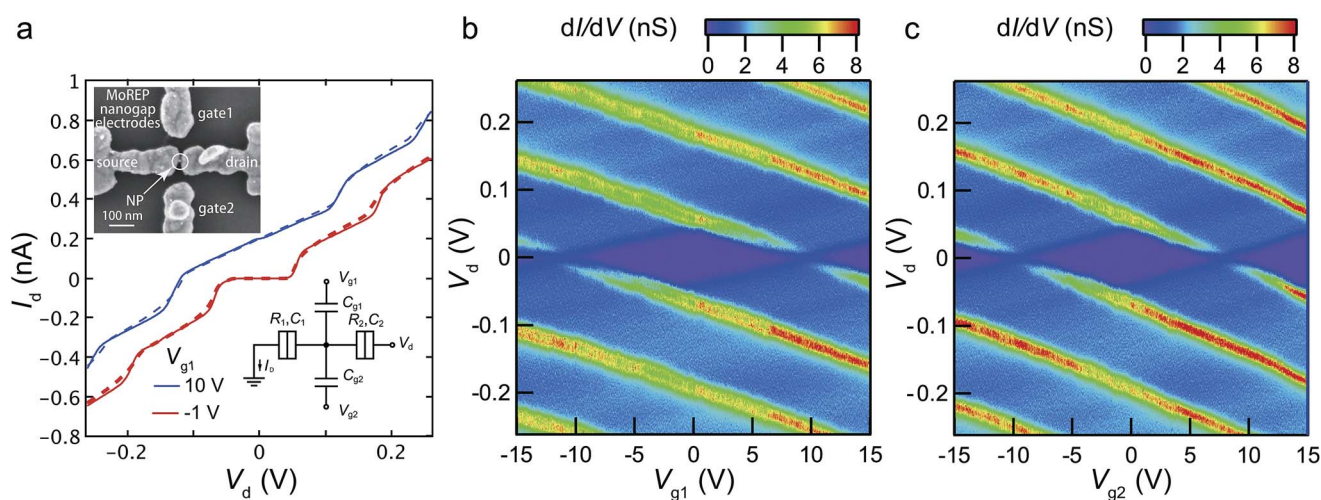 a
MoREP
nanogap
electrodes
gate1
source
drain
NP
100 nm
gate2
1
0.8
0.6
0.4
0.2
0
−0.2
−0.4
−0.6
−0.8
I_d (nA)
V_g1
C_g1
R_1,C_1
R_2,C_2
V_d
I_D
C_g2
V_g2
V_g1
10 V
-1 V
−0.2 0 0.2
V_d (V)
b
dI/dV (nS)
0 2 4 6 8
0.2
0.1
0
-0.1
-0.2
V_d (V)
-15 -10 -5 0 5 10 15
V_g1 (V)
c
dI/dV (nS)
0 2 4 6 8
0.2
0.1
0
-0.1
-0.2
V_d (V)
-15 -10 -5 0 5 10 15
V_g2 (V)